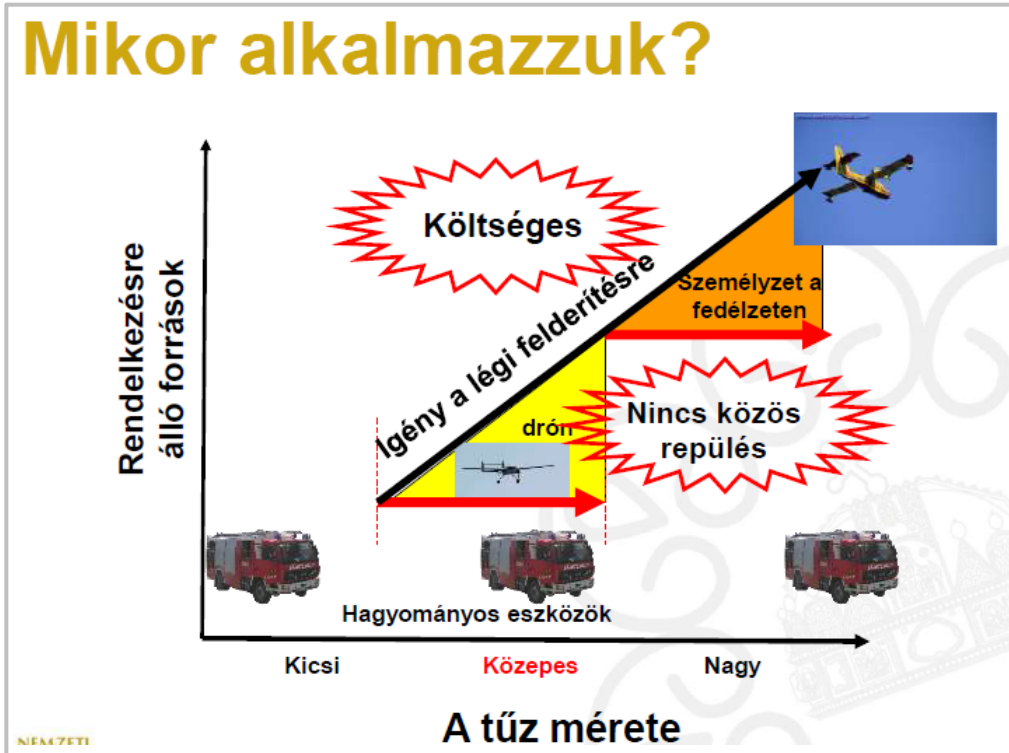 Mikor alkalmazzuk?
Költséges
Rendelkezésre
álló források
Igény a légi felderítésre
Személyzet a
fedélzeten
drón
Nincs közös
repülés
Hagyományos eszközök
Kicsi
Közepes
Nagy
A tűz mérete
NEMZETI